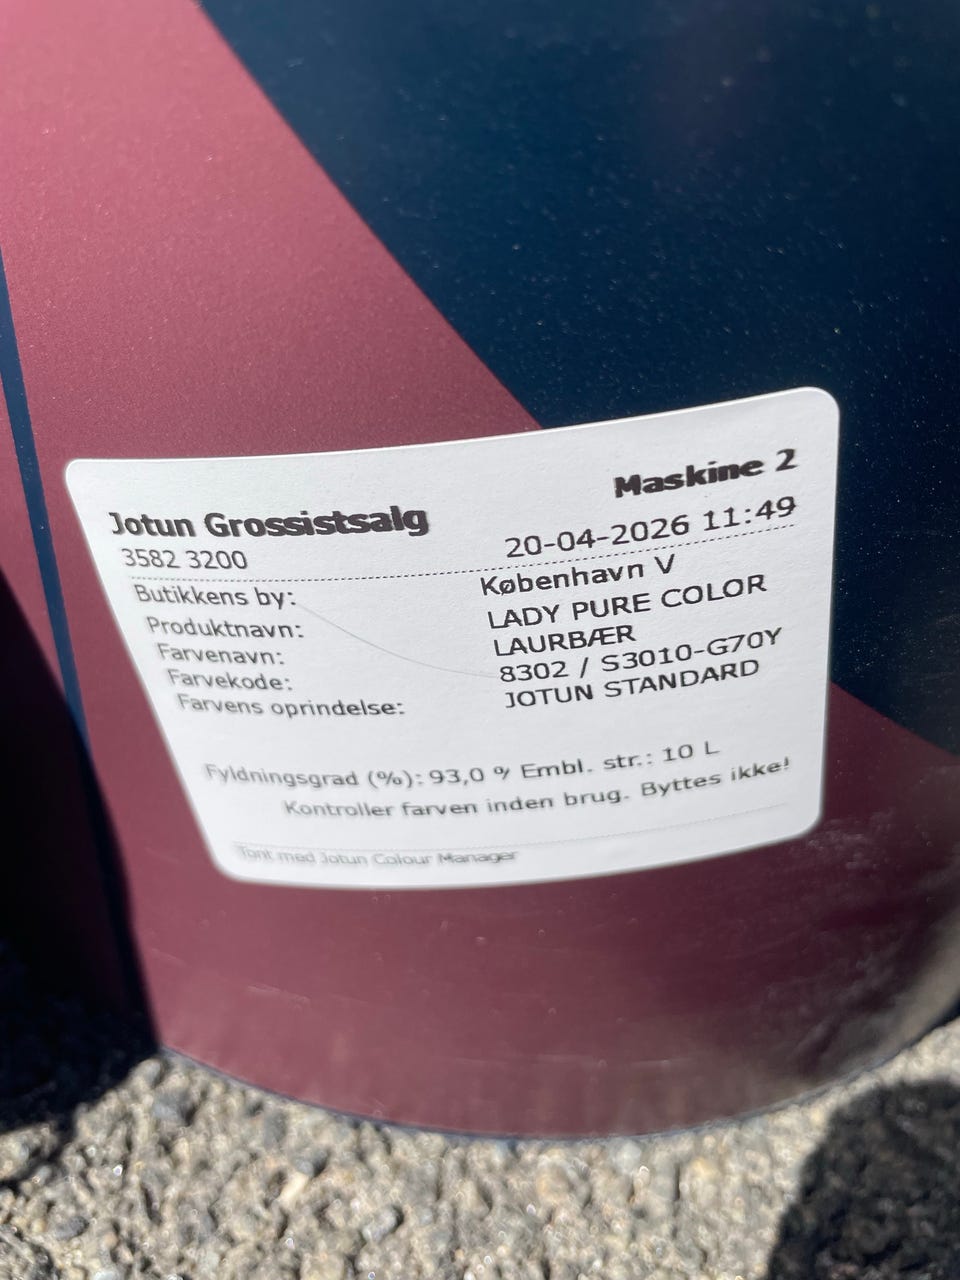 Maskine 2
Jotun Grossistsalg
3582 3200 20-04-2026 11:49
Butikkens by: København V
Produktnavn: LADY PURE COLOR
Farvenavn: LAURBÆR
Farvekode: 8302 / S3010-G70Y
Farvens oprindelse: JOTUN STANDARD
Fyldningsgrad (%): 93,0 % Embl. str.: 10 L
Kontroller farven inden brug. Byttes ikke!
Tont med Jotun Colour Manager